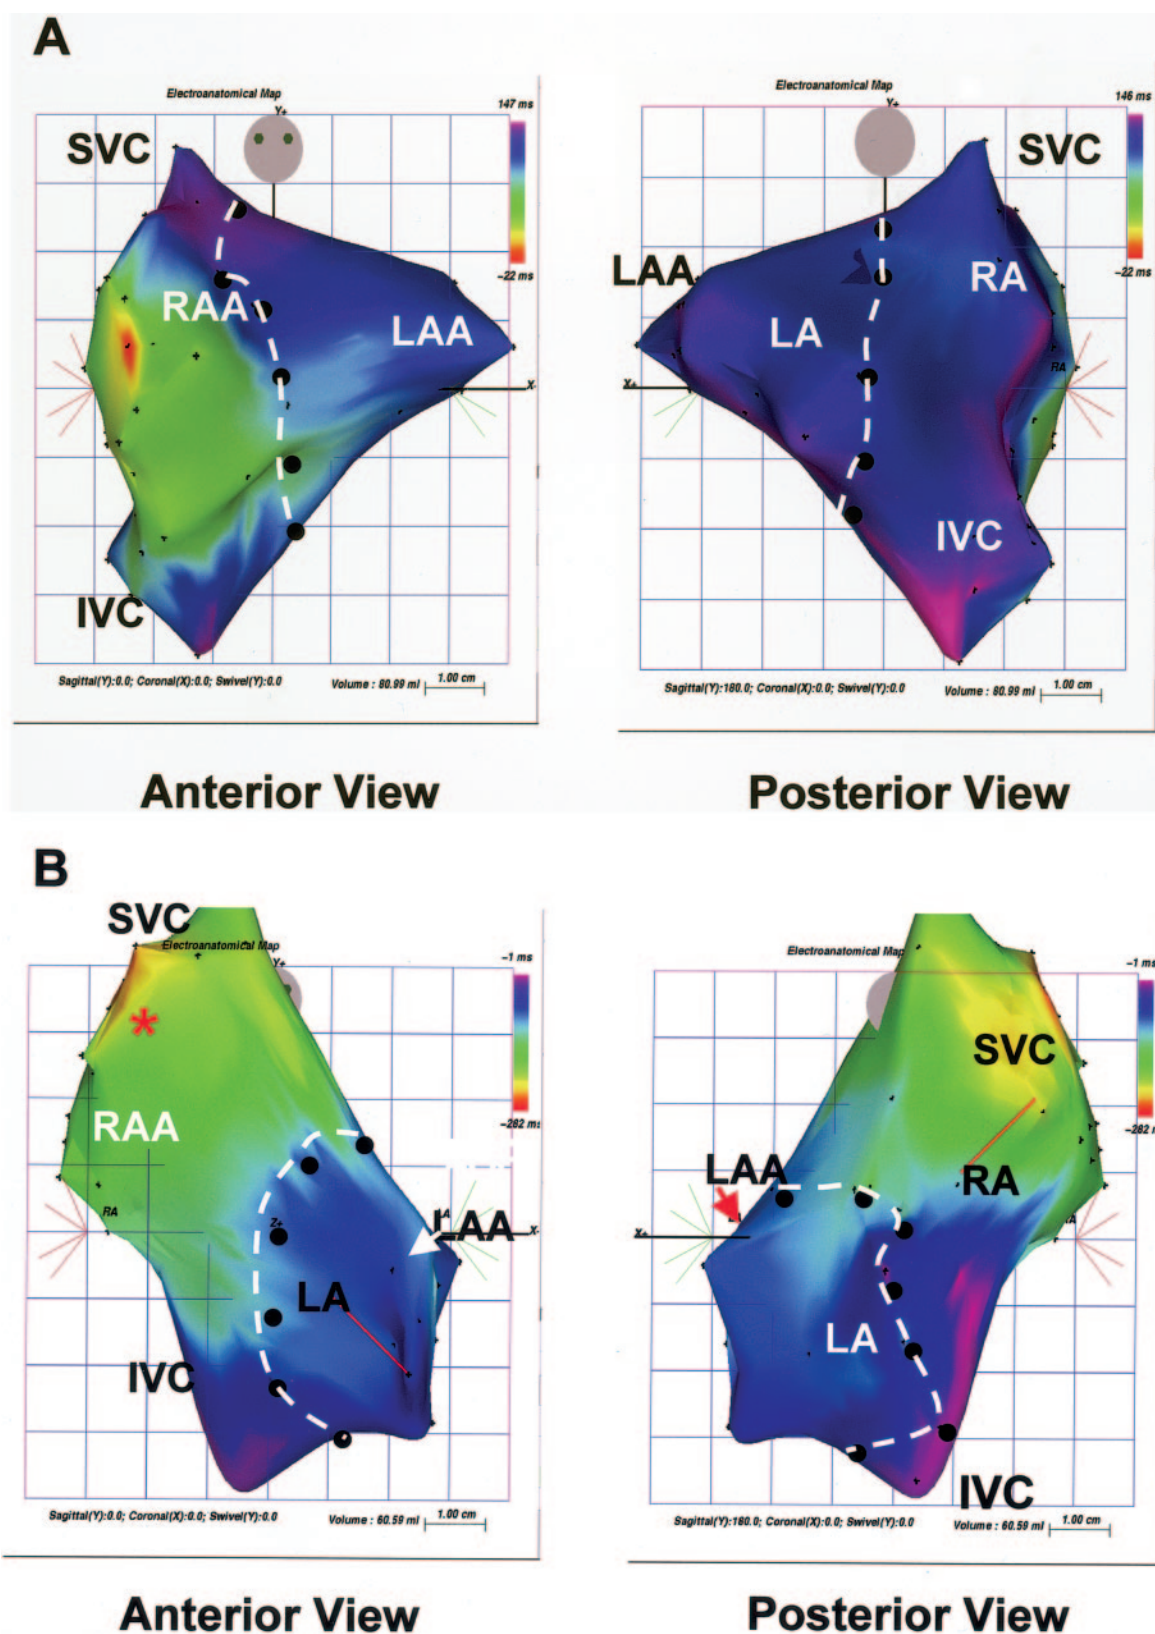 A
Electroanatomical Map
Y+
147 ms
SVC
-22 ms
RAA
LAA
X-
IVC
Sagittal(Y):0.0; Coronal(X):0.0; Swivel(Y):0.0
Volume : 80.99 ml
1.00 cm
Anterior View
Electroanatomical Map
Y+
146 ms
SVC
-22 ms
LAA
RA
LA
RA
X+
IVC
Sagittal(Y):180.0; Coronal(X):0.0; Swivel(Y):0.0
Volume : 80.99 ml
1.00 cm
Posterior View
B
SVC
Electroanatomical Map
Y+
-1 ms
*
-282 ms
RAA
RA
Z+
LAA
X-
LA
IVC
Sagittal(Y):0.0; Coronal(X):0.0; Swivel(Y):0.0
Volume : 60.59 ml
1.00 cm
Anterior View
Electroanatomical Map
-1 ms
SVC
-282 ms
LAA
RA
X+
LA
IVC
Sagittal(Y):180.0; Coronal(X):0.0; Swivel(Y):0.0
Volume : 60.59 ml
1.00 cm
Posterior View